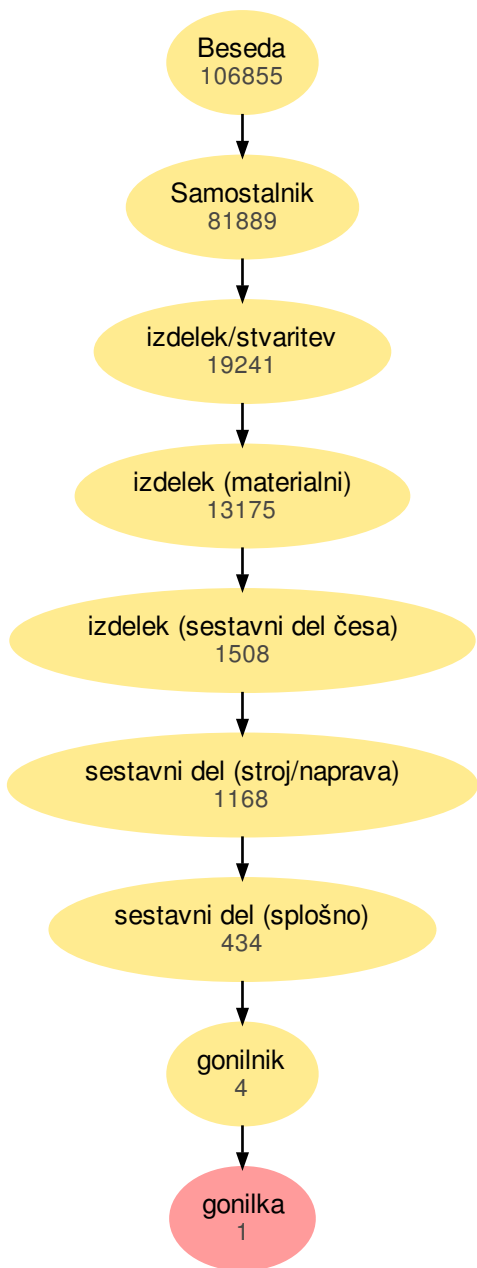 Beseda
106855
Samostalnik
81889
izdelek/stvaritev
19241
izdelek (materialni)
13175
izdelek (sestavni del česa)
1508
sestavni del (stroj/naprava)
1168
sestavni del (splošno)
434
gonilnik
4
gonilka
1